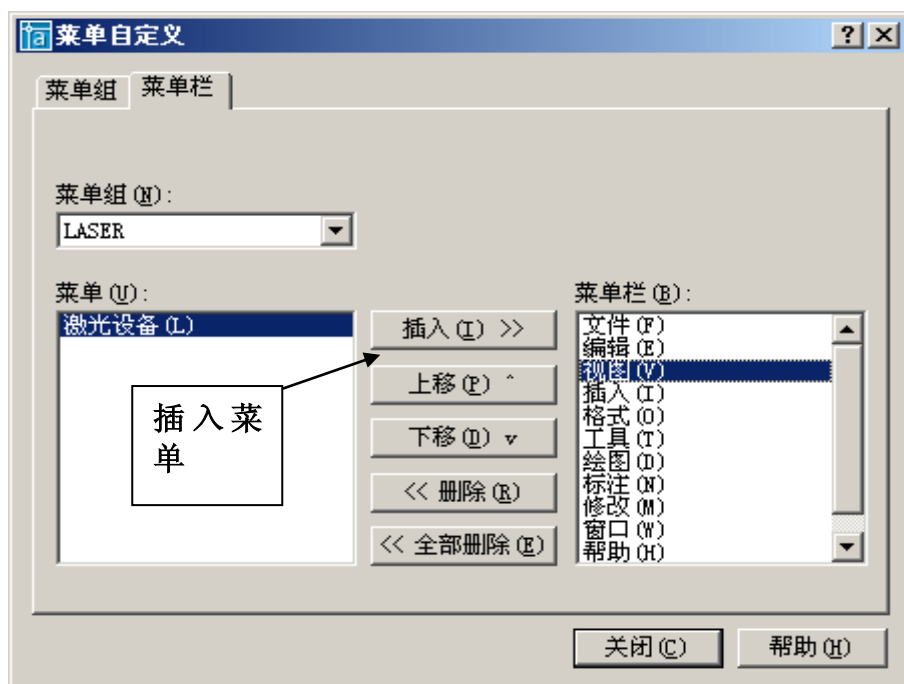 菜单自定义
菜单组 菜单栏
菜单组(N):
LASER
菜单(U):
激光设备(L)
插入菜
单
插入(I) >>
上移(P) ^
下移(D) v
<< 删除(R)
<< 全部删除(E)
菜单栏(B):
文件(F)
编辑(E)
视图(V)
插入(I)
格式(O)
工具(T)
绘图(D)
标注(N)
修改(M)
窗口(W)
帮助(H)
关闭(C) 帮助(H)